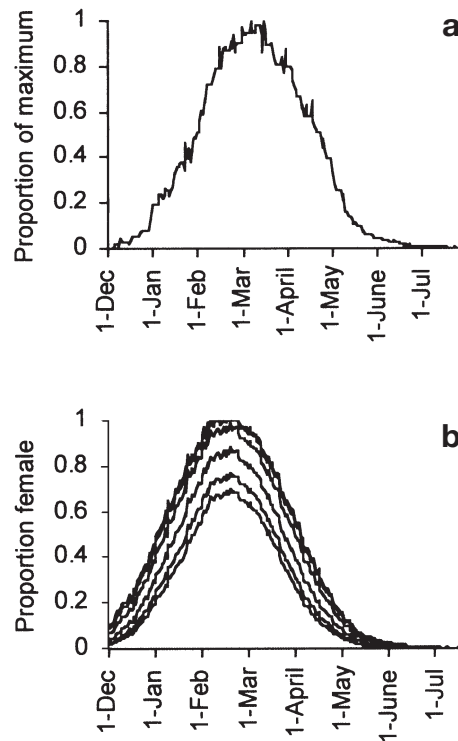 a
Proportion of maximum
1
0.8
0.6
0.4
0.2
0
1-Dec
1-Jan
1-Feb
1-Mar
1-April
1-May
1-June
1-Jul
b
Proportion female
1
0.8
0.6
0.4
0.2
0
1-Dec
1-Jan
1-Feb
1-Mar
1-April
1-May
1-June
1-Jul